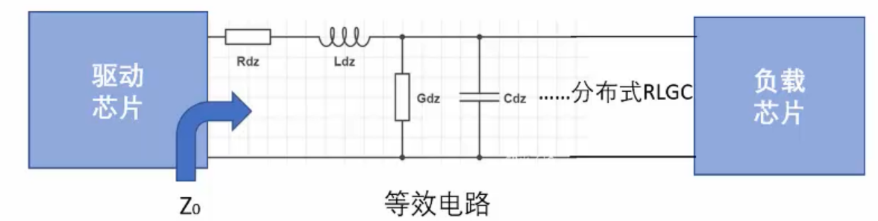 驱动
芯片
Rdz
Ldz
Gdz
Cdz
......分布式RLGC
负载
芯片
Z₀
等效电路